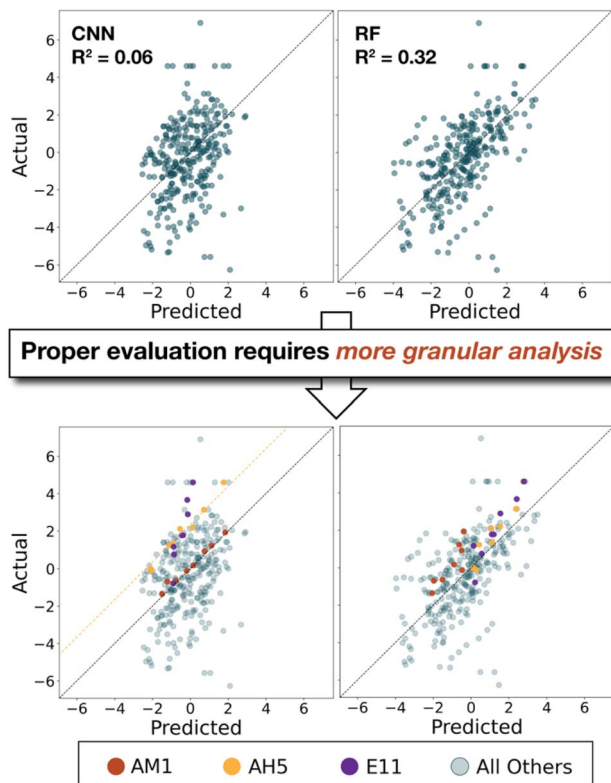 CNN
R² = 0.06
RF
R² = 0.32
Actual
6
4
2
0
−2
−4
−6
−6 −4 −2 0 2 4 6
−6 −4 −2 0 2 4 6
Predicted
Predicted
Proper evaluation requires more granular analysis
Actual
6
4
2
0
−2
−4
−6
−6 −4 −2 0 2 4 6
−6 −4 −2 0 2 4 6
Predicted
Predicted
AM1 AH5 E11 All Others